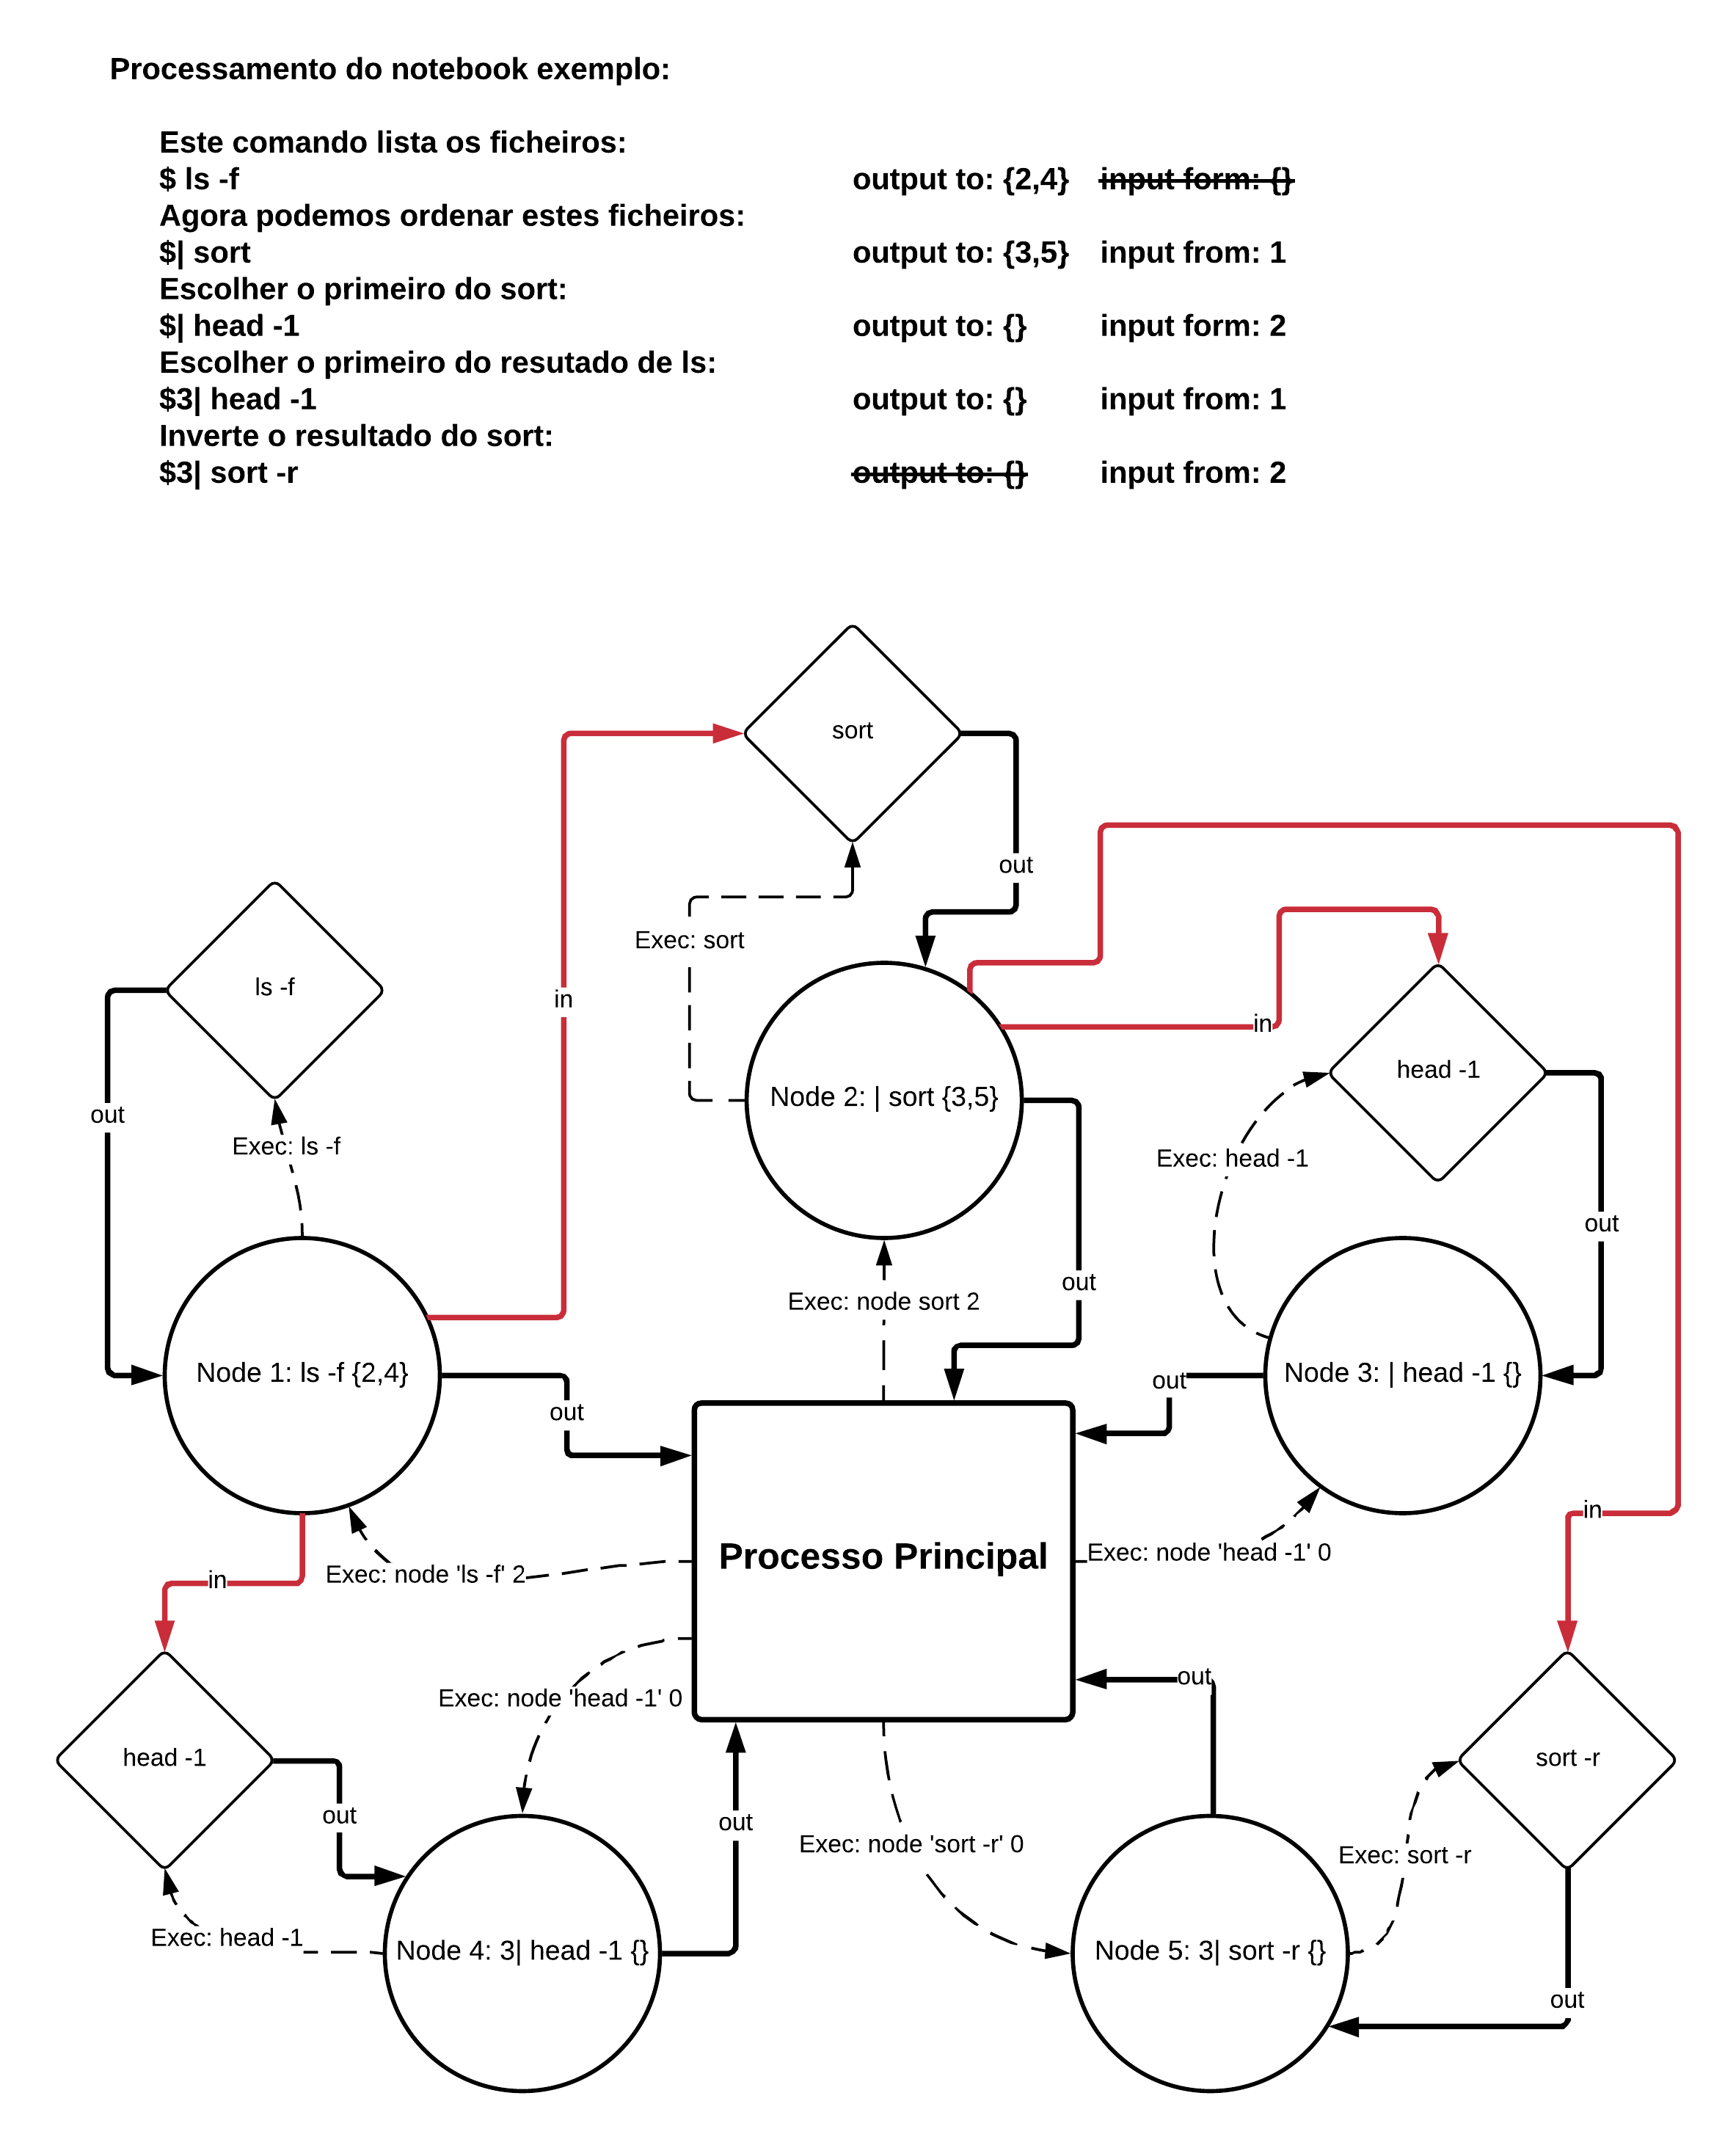 Processamento do notebook exemplo:
Este comando lista os ficheiros:
$ ls -f output to: {2,4} input form: {}
Agora podemos ordenar estes ficheiros:
$| sort output to: {3,5} input from: 1
Escolher o primeiro do sort:
$| head -1 output to: {} input form: 2
Escolher o primeiro do resutado de ls:
$3| head -1 output to: {} input from: 1
Inverte o resultado do sort:
$3| sort -r output to: {} input from: 2
sort
out
Exec: sort
ls -f
in
in
head -1
Node 2: | sort {3,5}
out
Exec: ls -f
Exec: head -1
out
out
Exec: node sort 2
Node 1: ls -f {2,4}
out
out
Node 3: | head -1 {}
in
Processo Principal
Exec: node 'ls -f' 2
Exec: node 'head -1' 0
in
Exec: node 'head -1' 0
out
head -1
sort -r
out
out
Exec: node 'sort -r' 0
Exec: sort -r
Exec: head -1
Node 4: 3| head -1 {}
Node 5: 3| sort -r {}
out